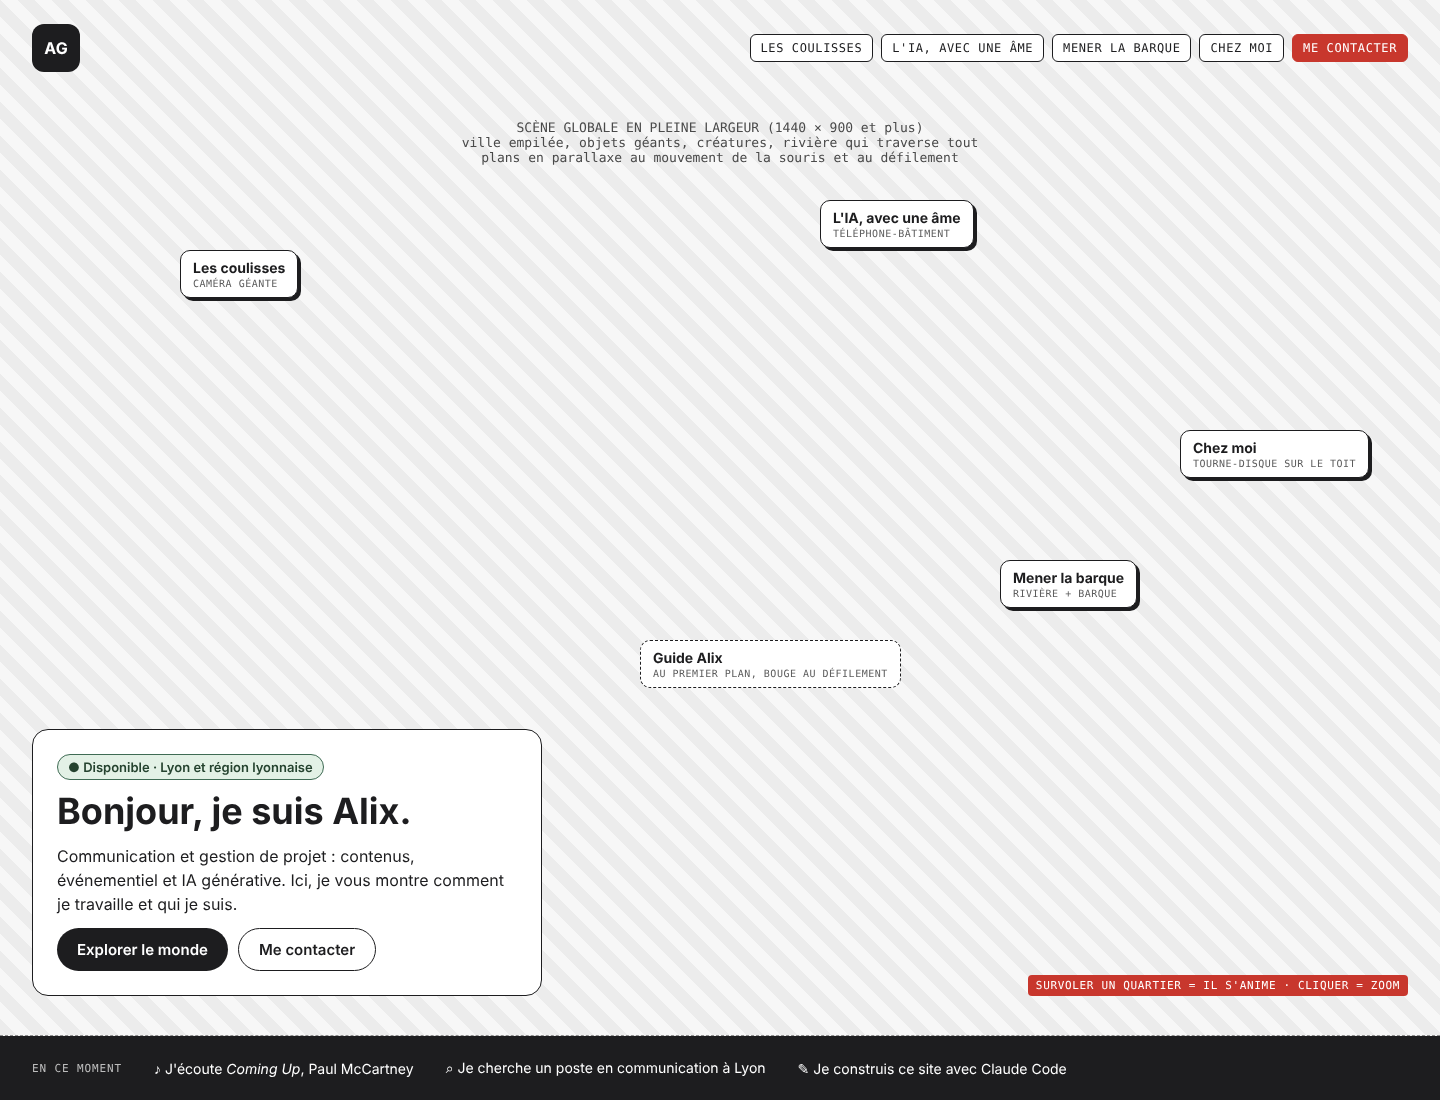 AG
LES COULISSES
L'IA, AVEC UNE ÂME
MENER LA BARQUE
CHEZ MOI
ME CONTACTER
SCÈNE GLOBALE EN PLEINE LARGEUR (1440 × 900 et plus)
ville empilée, objets géants, créatures, rivière qui traverse tout
plans en parallaxe au mouvement de la souris et au défilement
L'IA, avec une âme
TÉLÉPHONE-BÂTIMENT
Les coulisses
CAMÉRA GÉANTE
Chez moi
TOURNE-DISQUE SUR LE TOIT
Mener la barque
RIVIÈRE + BARQUE
Guide Alix
AU PREMIER PLAN, BOUGE AU DÉFILEMENT
● Disponible · Lyon et région lyonnaise
Bonjour, je suis Alix.
Communication et gestion de projet : contenus,
événementiel et IA générative. Ici, je vous montre comment
je travaille et qui je suis.
Explorer le monde
Me contacter
SURVOLER UN QUARTIER = IL S'ANIME · CLIQUER = ZOOM
EN CE MOMENT
♪ J'écoute Coming Up, Paul McCartney
⌕ Je cherche un poste en communication à Lyon
✎ Je construis ce site avec Claude Code